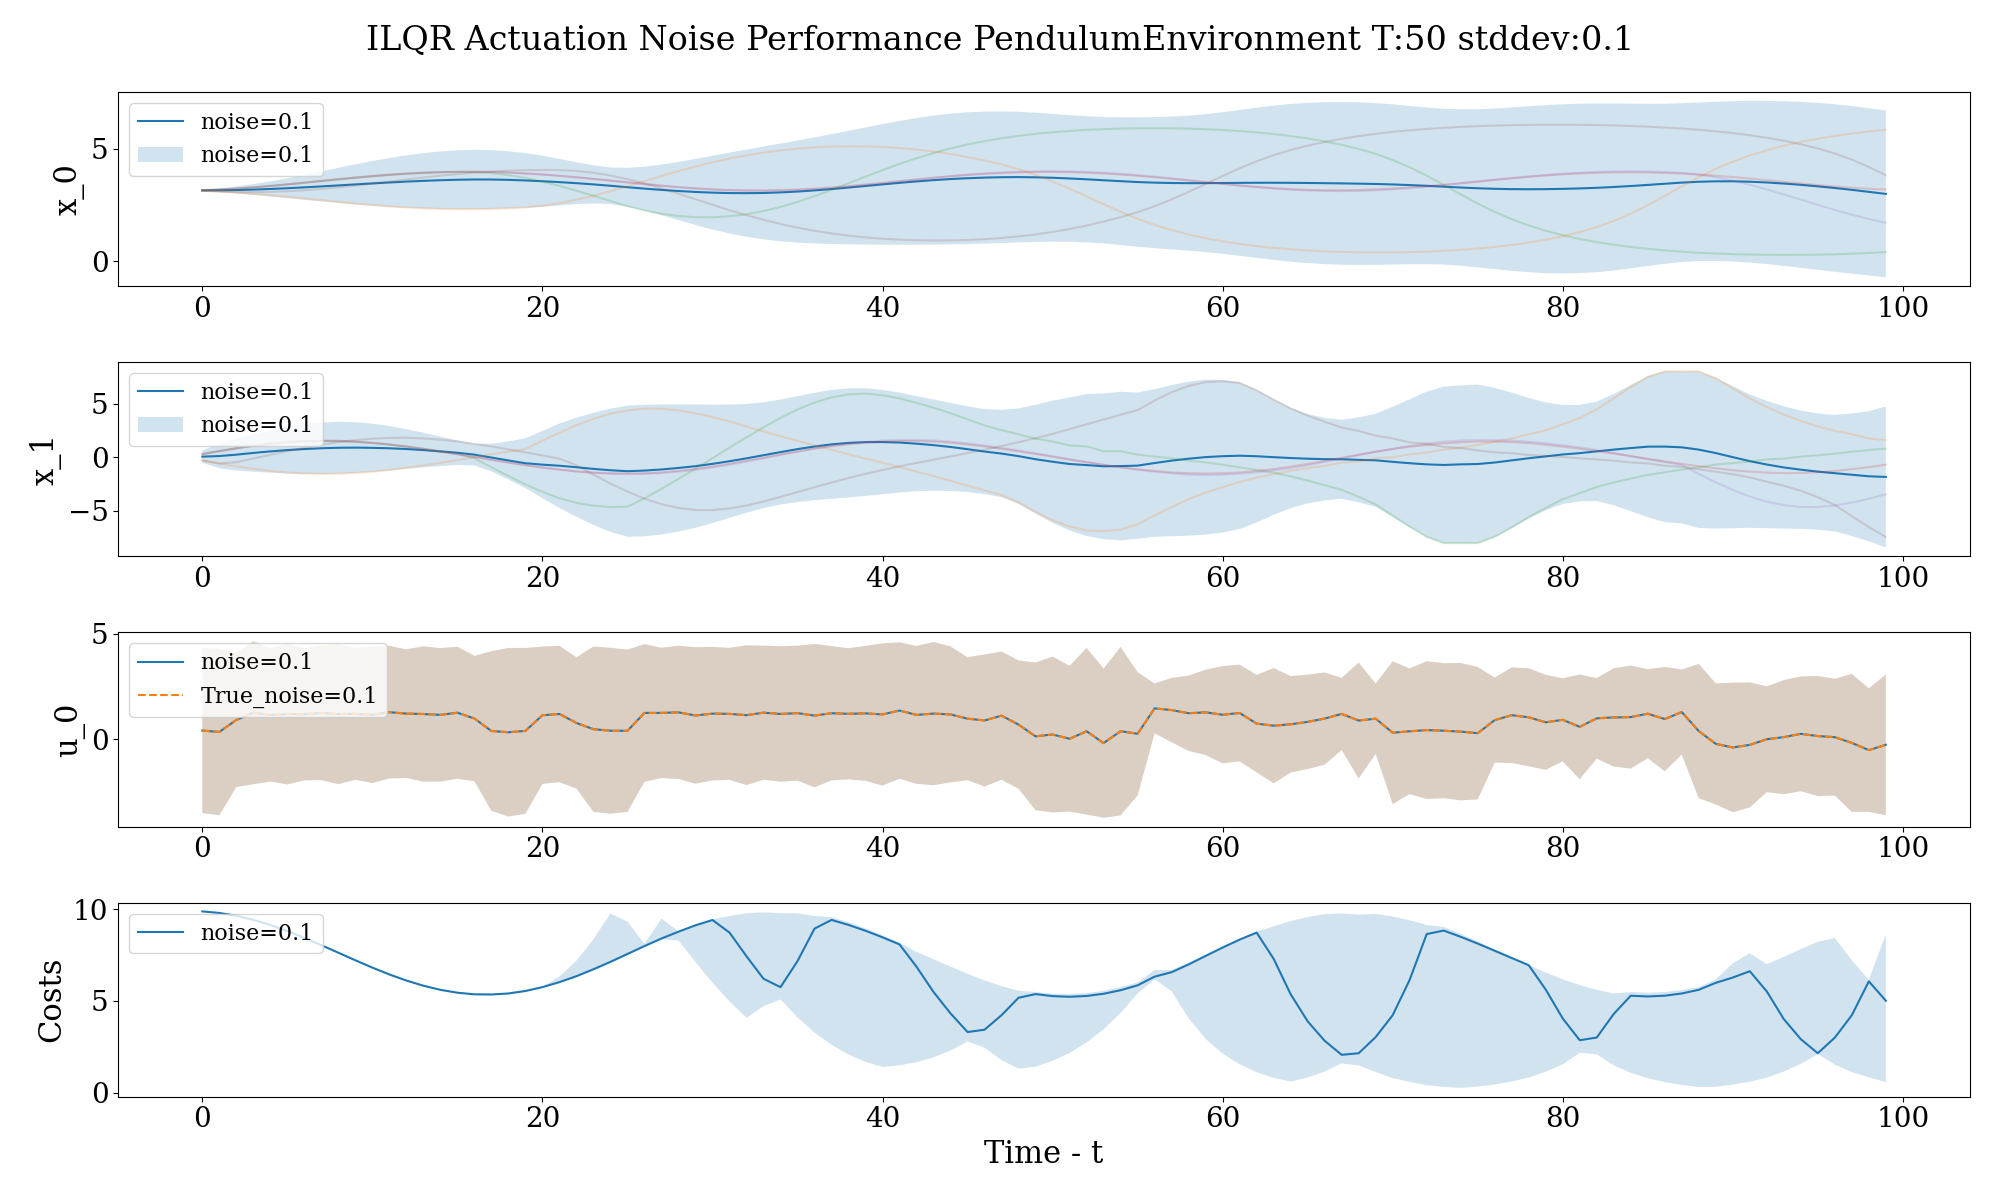 ILQR Actuation Noise Performance PendulumEnvironment T:50 stddev:0.1
noise=0.1
noise=0.1
x_0
5
0
0 20 40 60 80 100
noise=0.1
noise=0.1
x_1
5
0
−5
0 20 40 60 80 100
noise=0.1
True_noise=0.1
u_0
5
0
0 20 40 60 80 100
noise=0.1
Costs
10
5
0
0 20 40 60 80 100
Time - t